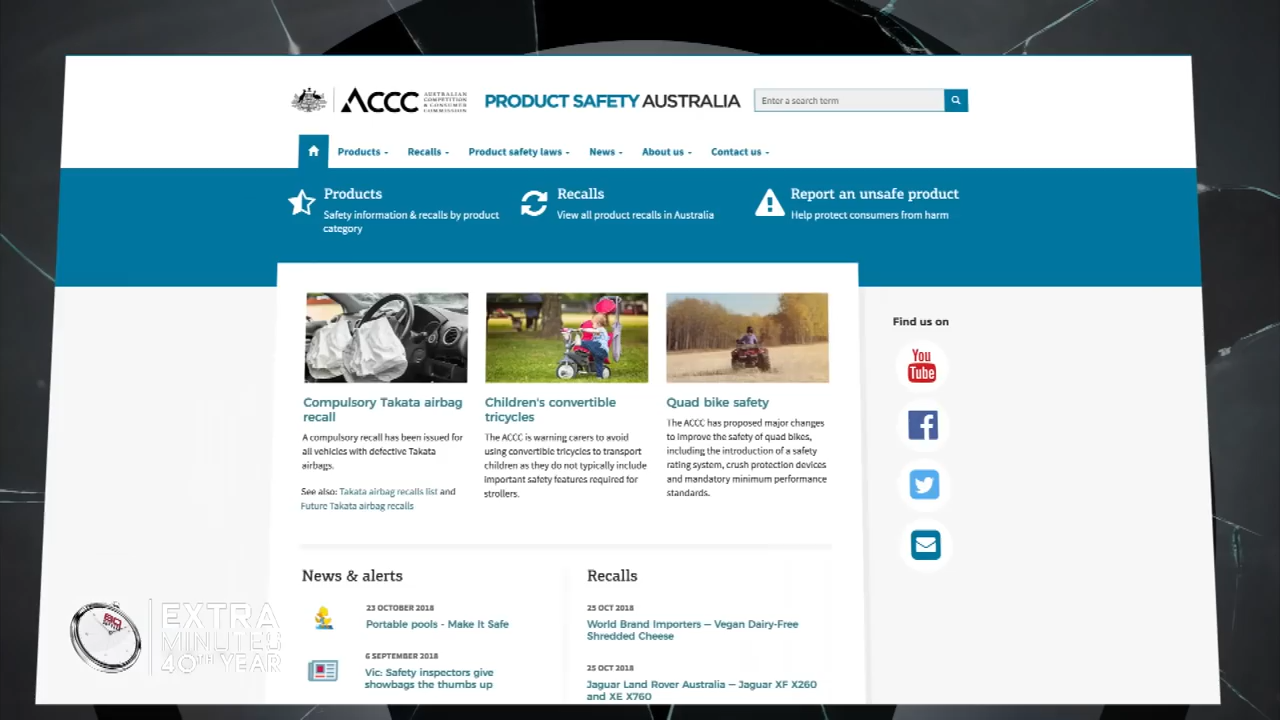 ACCC
AUSTRALIAN
COMPETITION
& CONSUMER
COMMISSION
PRODUCT SAFETY AUSTRALIA
Enter a search term
Products
Recalls
Product safety laws
News
About us
Contact us
Products
Safety information & recalls by product
category
Recalls
View all product recalls in Australia
Report an unsafe product
Help protect consumers from harm
Compulsory Takata airbag
recall
A compulsory recall has been issued for
all vehicles with defective Takata
airbags.
See also: Takata airbag recalls list and
Future Takata airbag recalls
Children's convertible
tricycles
The ACCC is warning carers to avoid
using convertible tricycles to transport
children as they do not typically include
important safety features required for
strollers.
Quad bike safety
The ACCC has proposed major changes
to improve the safety of quad bikes,
including the introduction of a safety
rating system, crush protection devices
and mandatory minimum performance
standards.
Find us on
You
Tube
News & alerts
23 OCTOBER 2018
Portable pools - Make It Safe
6 SEPTEMBER 2018
Vic: Safety inspectors give
showbags the thumbs up
Recalls
25 OCT 2018
World Brand Importers — Vegan Dairy-Free
Shredded Cheese
25 OCT 2018
Jaguar Land Rover Australia — Jaguar XF X260
and XE X760
60
EXTRA
MINUTES
40TH YEAR